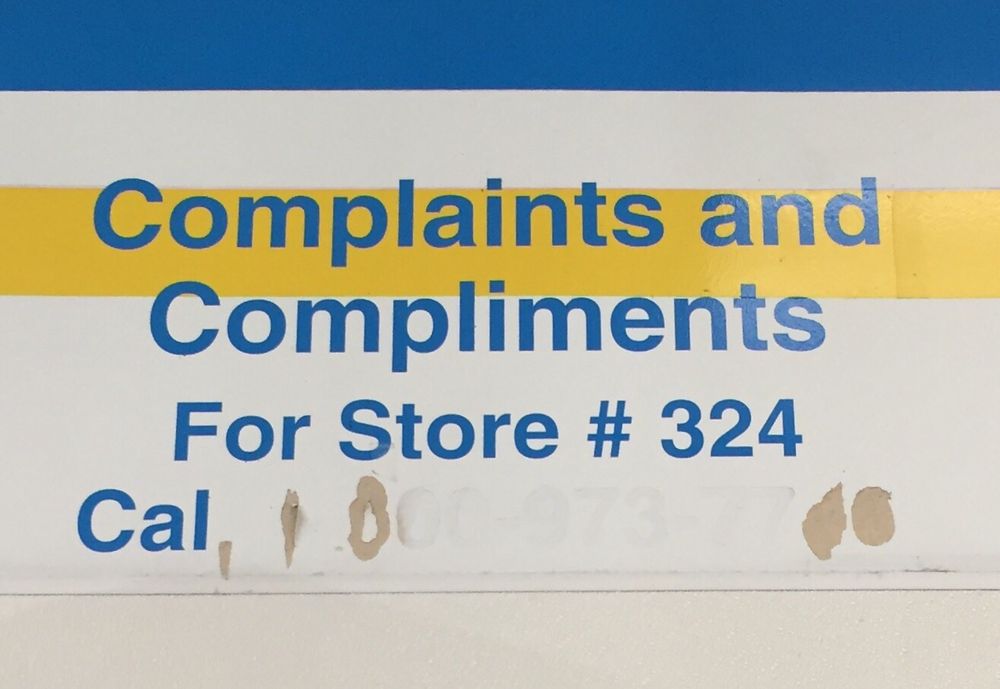 Complaints and
Compliments
For Store # 324
Cal